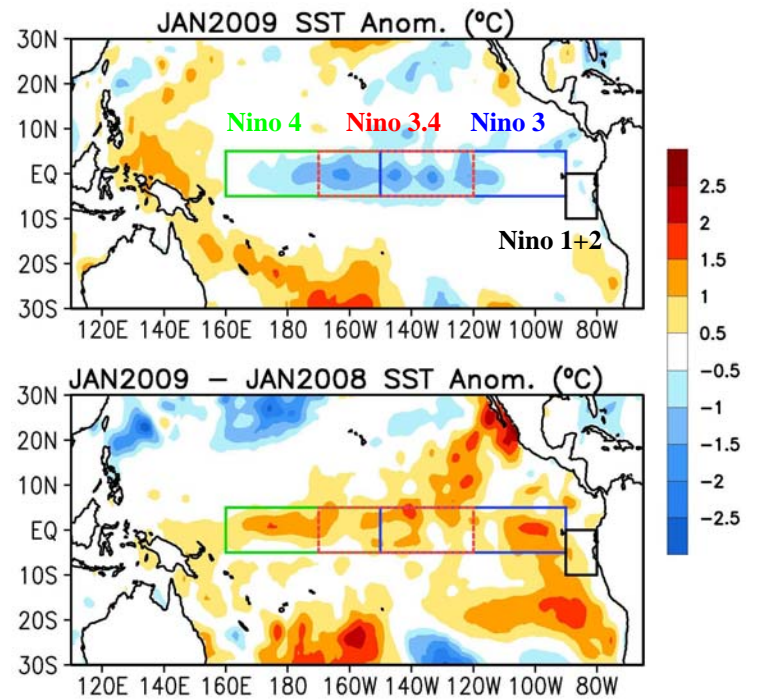 JAN2009 SST Anom. (ºC)
30N
20N
10N
EQ
10S
20S
30S
Nino 4
Nino 3.4
Nino 3
Nino 1+2
120E 140E 160E 180 160W 140W 120W 100W 80W
JAN2009 – JAN2008 SST Anom. (ºC)
30N
20N
10N
EQ
10S
20S
30S
120E 140E 160E 180 160W 140W 120W 100W 80W
2.5
2
1.5
1
0.5
-0.5
-1
-1.5
-2
-2.5